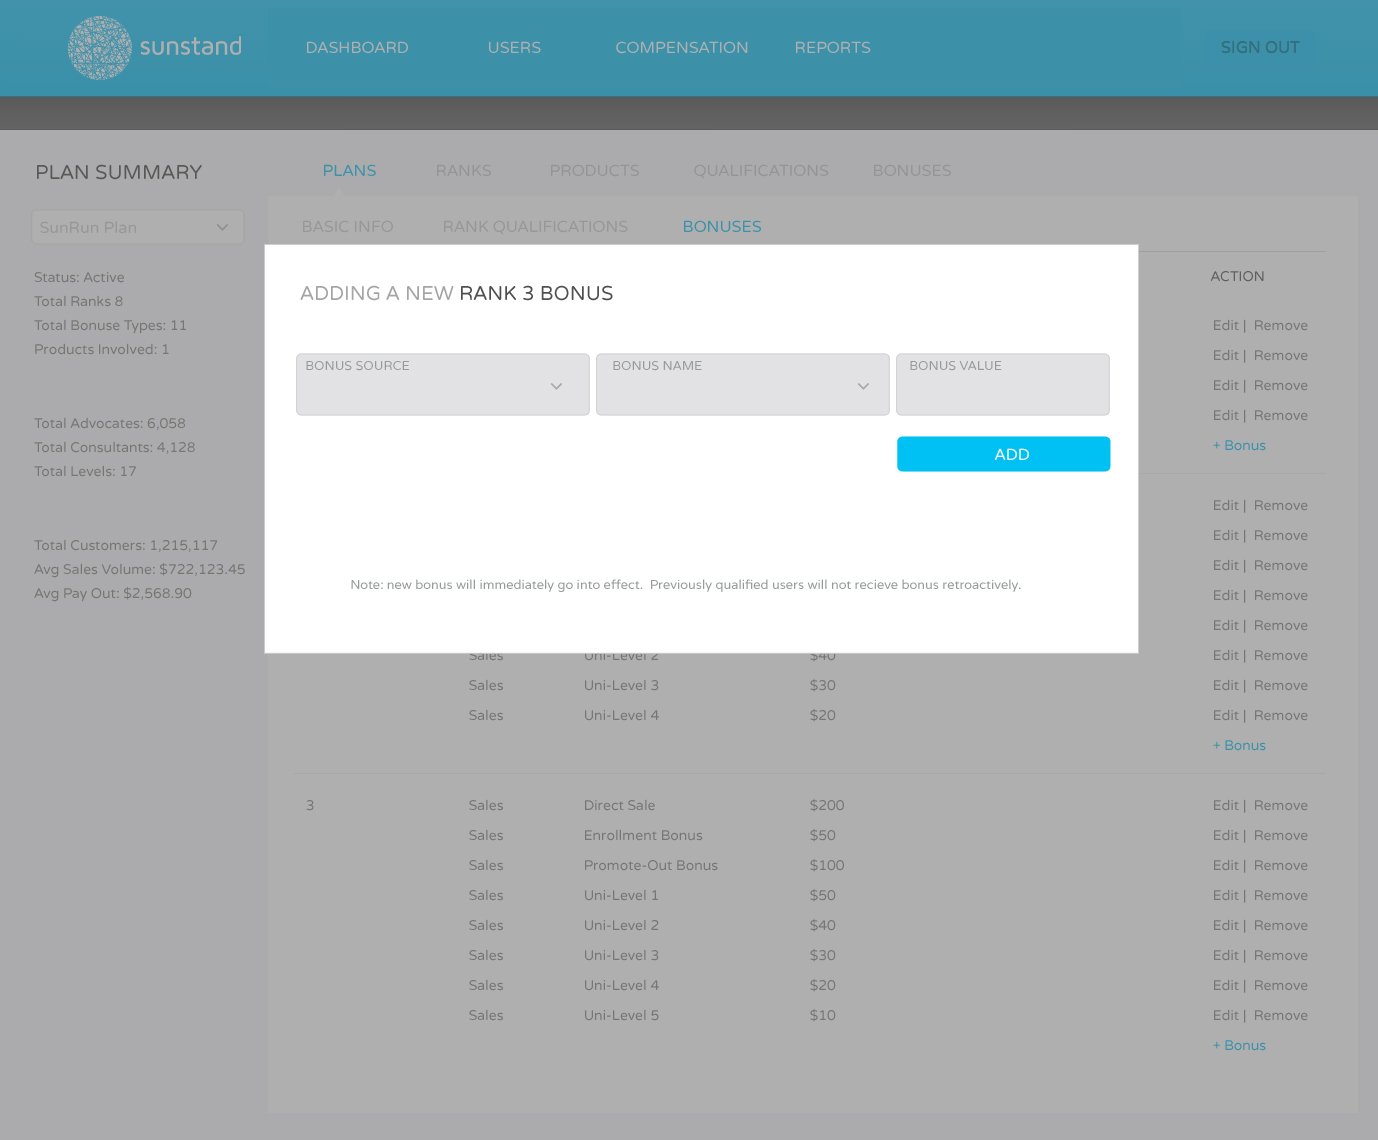 sunstand
DASHBOARD USERS COMPENSATION REPORTS SIGN OUT
PLAN SUMMARY
PLANS RANKS PRODUCTS QUALIFICATIONS BONUSES
SunRun Plan
BASIC INFO RANK QUALIFICATIONS BONUSES
Status: Active
Total Ranks 8
Total Bonuse Types: 11
Products Involved: 1
Total Advocates: 6,058
Total Consultants: 4,128
Total Levels: 17
Total Customers: 1,215,117
Avg Sales Volume: $722,123.45
Avg Pay Out: $2,568.90
ADDING A NEW RANK 3 BONUS
BONUS SOURCE BONUS NAME BONUS VALUE
ADD
Note: new bonus will immediately go into effect. Previously qualified users will not recieve bonus retroactively.
ACTION
Edit | Remove
Edit | Remove
Edit | Remove
Edit | Remove
+ Bonus
Edit | Remove
Edit | Remove
Edit | Remove
Edit | Remove
Edit | Remove
Sales Uni-Level 2 $40 Edit | Remove
Sales Uni-Level 3 $30 Edit | Remove
Sales Uni-Level 4 $20 Edit | Remove
+ Bonus
3 Sales Direct Sale $200 Edit | Remove
Sales Enrollment Bonus $50 Edit | Remove
Sales Promote-Out Bonus $100 Edit | Remove
Sales Uni-Level 1 $50 Edit | Remove
Sales Uni-Level 2 $40 Edit | Remove
Sales Uni-Level 3 $30 Edit | Remove
Sales Uni-Level 4 $20 Edit | Remove
Sales Uni-Level 5 $10 Edit | Remove
+ Bonus